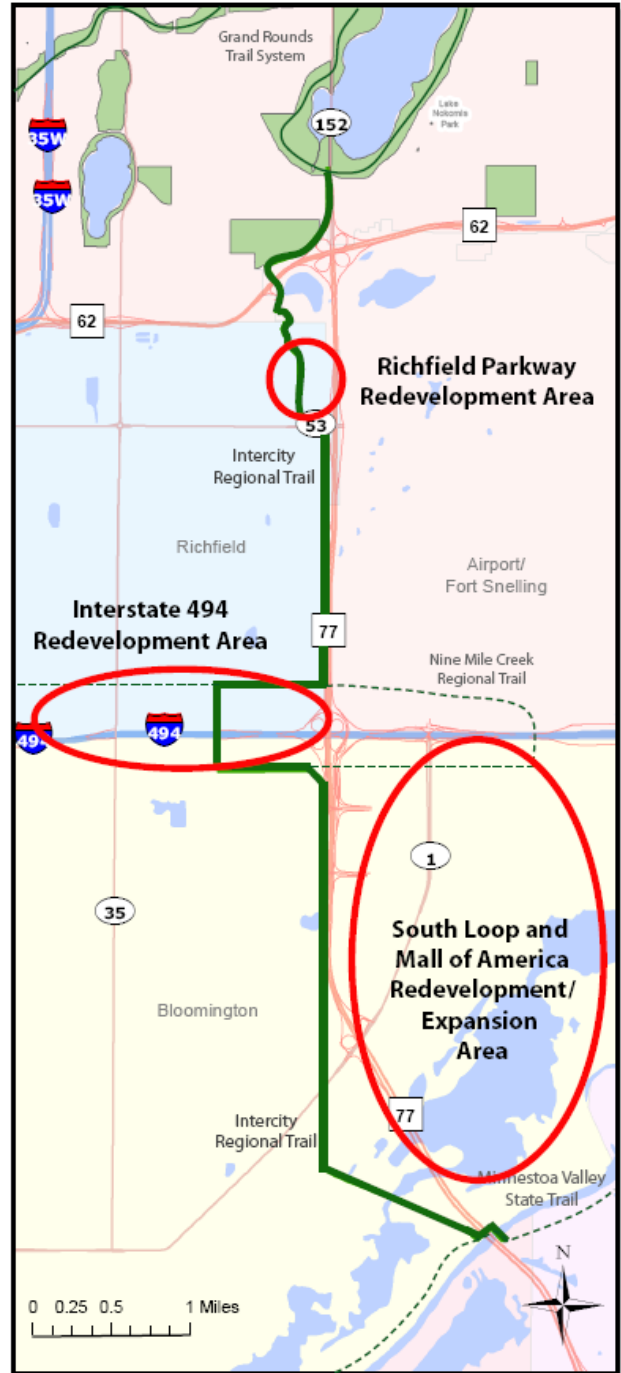 Grand Rounds
Trail System
Lake
Nokomis
Park
152
35W
35W
62
62
Richfield Parkway
Redevelopment Area
53
Intercity
Regional Trail
Richfield
Airport/
Fort Snelling
Interstate 494
Redevelopment Area
77
Nine Mile Creek
Regional Trail
494
494
1
35
South Loop and
Mall of America
Redevelopment/
Expansion
Area
Bloomington
77
Intercity
Regional Trail
Minnestoa Valley
State Trail
N
0 0.25 0.5 1 Miles